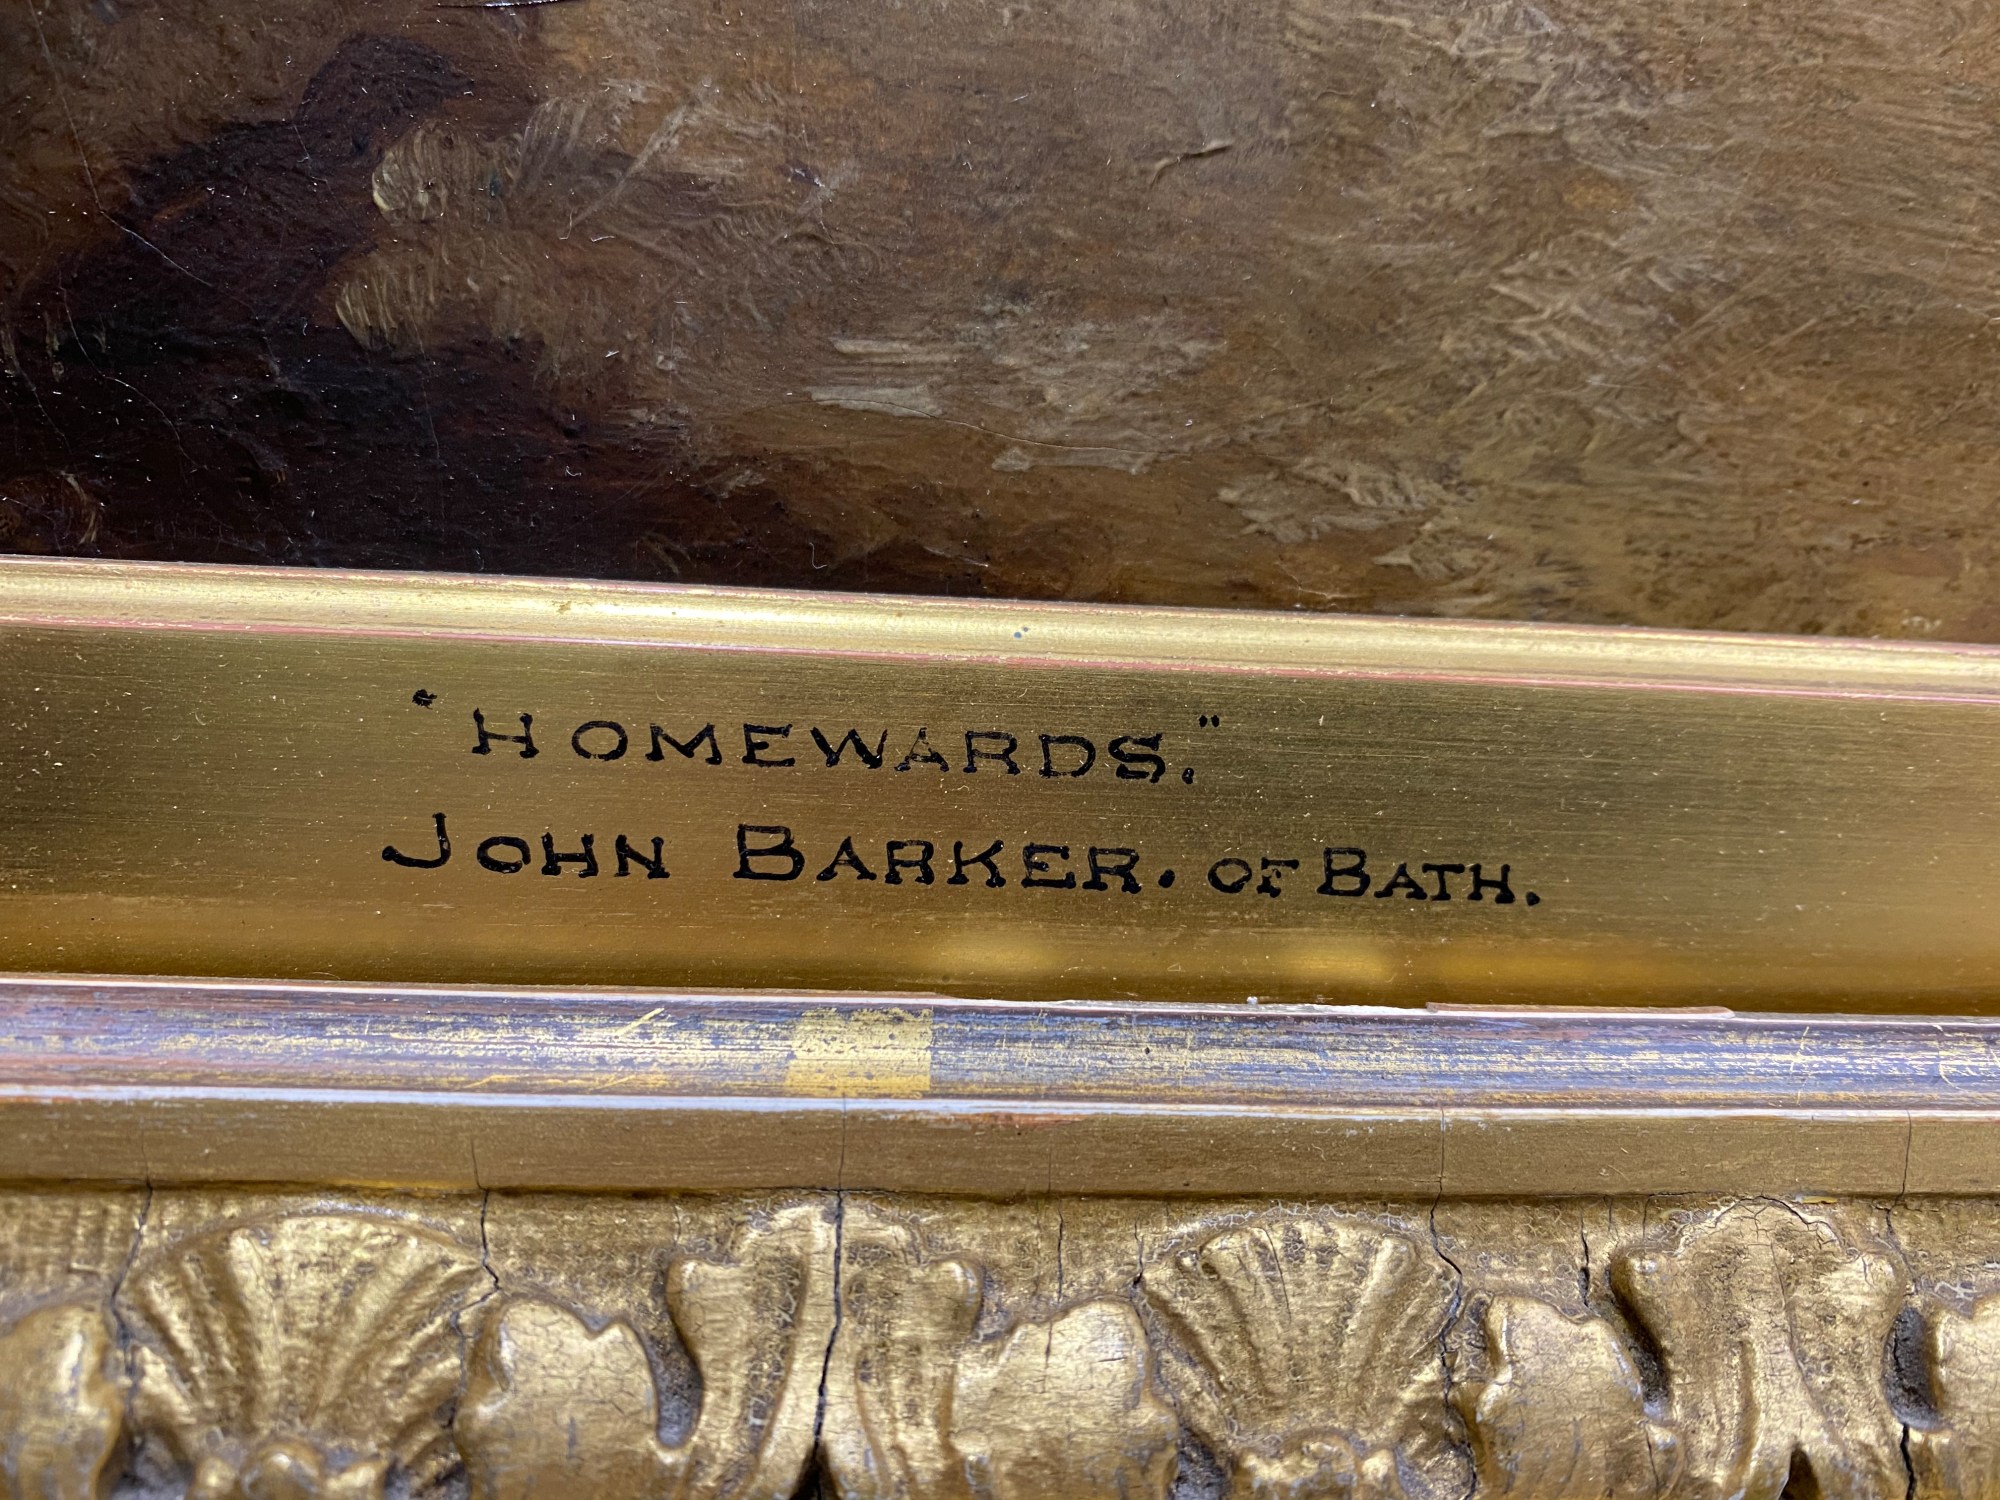 "HOMEWARDS."
JOHN BARKER. OF BATH.